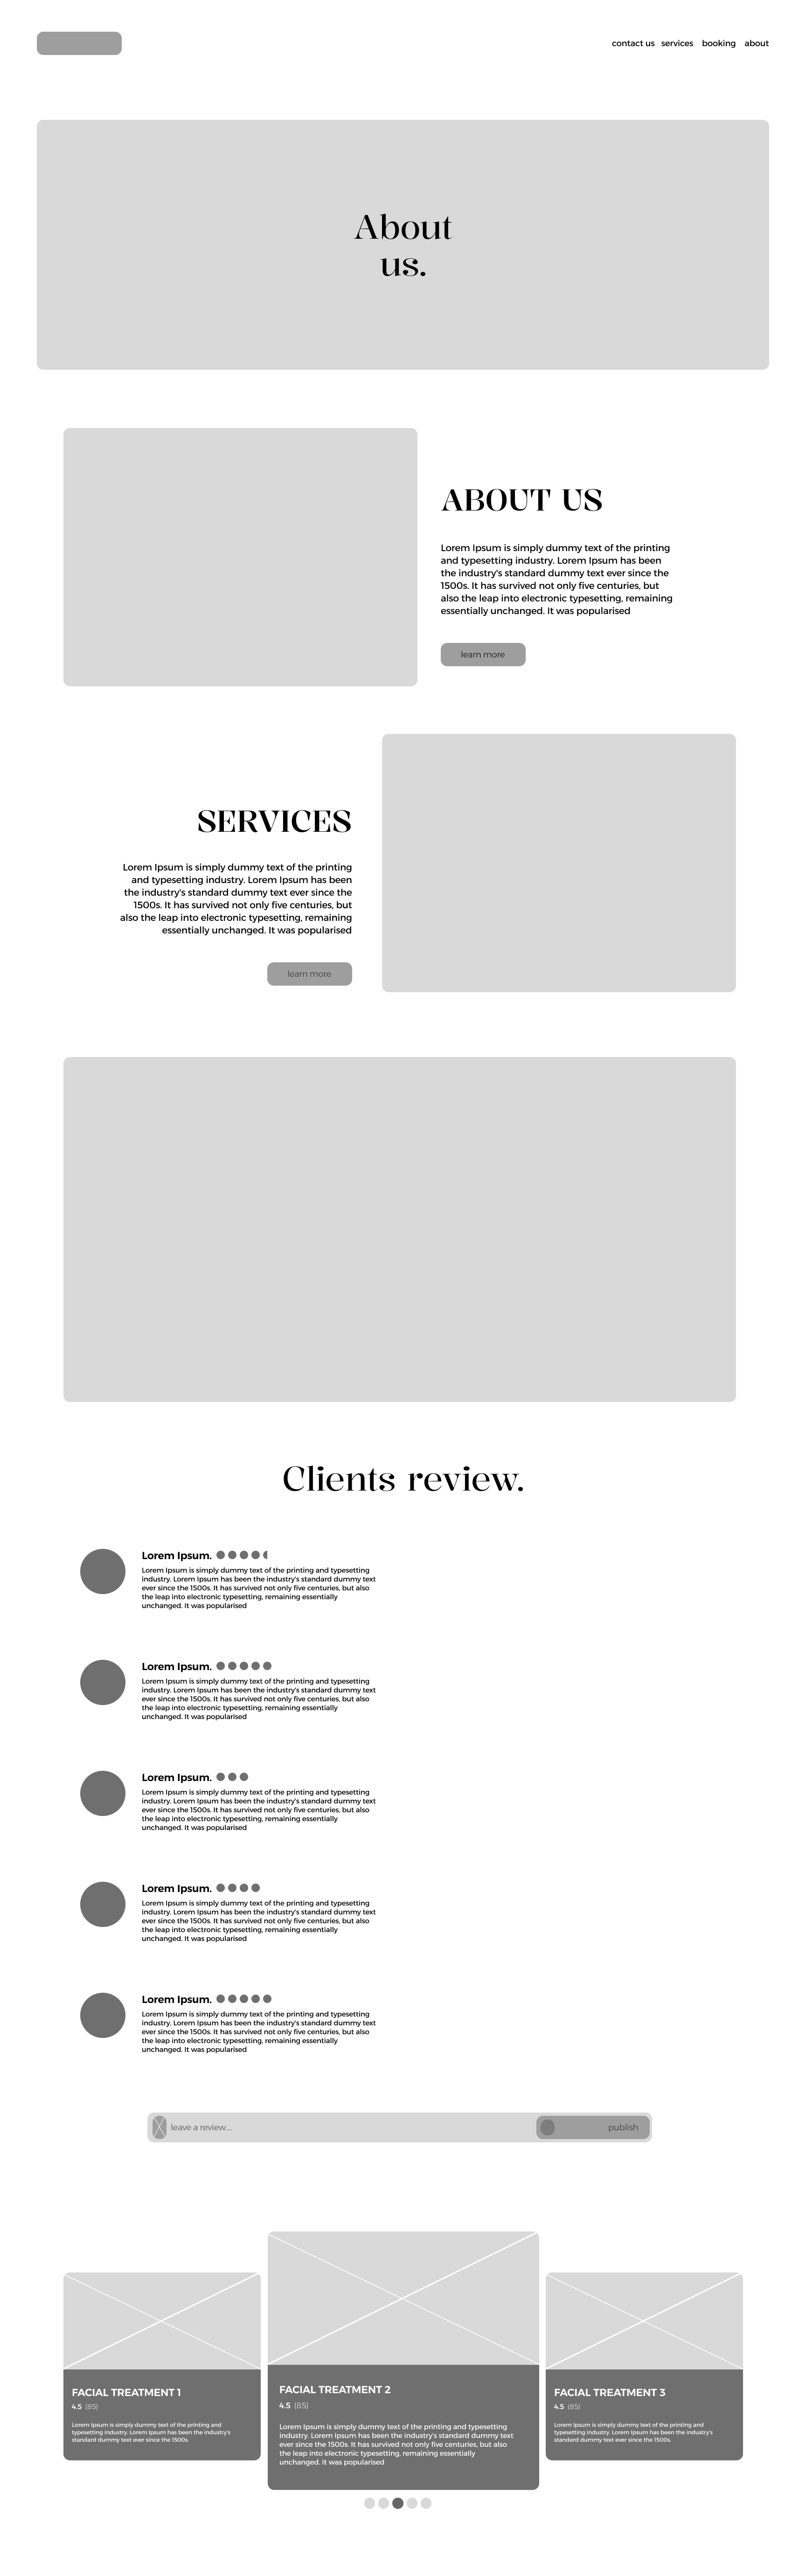 contact us services booking about
About
us.
ABOUT US
Lorem Ipsum is simply dummy text of the printing
and typesetting industry. Lorem Ipsum has been
the industry's standard dummy text ever since the
1500s. It has survived not only five centuries, but
also the leap into electronic typesetting, remaining
essentially unchanged. It was popularised
learn more
SERVICES
Lorem Ipsum is simply dummy text of the printing
and typesetting industry. Lorem Ipsum has been
the industry's standard dummy text ever since the
1500s. It has survived not only five centuries, but
also the leap into electronic typesetting, remaining
essentially unchanged. It was popularised
learn more
Clients review.
Lorem Ipsum.
Lorem Ipsum is simply dummy text of the printing and typesetting
industry. Lorem Ipsum has been the industry's standard dummy text
ever since the 1500s. It has survived not only five centuries, but also
the leap into electronic typesetting, remaining essentially
unchanged. It was popularised
Lorem Ipsum.
Lorem Ipsum is simply dummy text of the printing and typesetting
industry. Lorem Ipsum has been the industry's standard dummy text
ever since the 1500s. It has survived not only five centuries, but also
the leap into electronic typesetting, remaining essentially
unchanged. It was popularised
Lorem Ipsum.
Lorem Ipsum is simply dummy text of the printing and typesetting
industry. Lorem Ipsum has been the industry's standard dummy text
ever since the 1500s. It has survived not only five centuries, but also
the leap into electronic typesetting, remaining essentially
unchanged. It was popularised
Lorem Ipsum.
Lorem Ipsum is simply dummy text of the printing and typesetting
industry. Lorem Ipsum has been the industry's standard dummy text
ever since the 1500s. It has survived not only five centuries, but also
the leap into electronic typesetting, remaining essentially
unchanged. It was popularised
Lorem Ipsum.
Lorem Ipsum is simply dummy text of the printing and typesetting
industry. Lorem Ipsum has been the industry's standard dummy text
ever since the 1500s. It has survived not only five centuries, but also
the leap into electronic typesetting, remaining essentially
unchanged. It was popularised
leave a review...
publish
FACIAL TREATMENT 1
4.5 (85)
Lorem Ipsum is simply dummy text of the printing and
typesetting industry. Lorem Ipsum has been the industry's
standard dummy text ever since the 1500s.
FACIAL TREATMENT 2
4.5 (85)
Lorem Ipsum is simply dummy text of the printing and typesetting
industry. Lorem Ipsum has been the industry's standard dummy text
ever since the 1500s. It has survived not only five centuries, but also
the leap into electronic typesetting, remaining essentially
unchanged. It was popularised
FACIAL TREATMENT 3
4.5 (85)
Lorem Ipsum is simply dummy text of the printing and
typesetting industry. Lorem Ipsum has been the industry's
standard dummy text ever since the 1500s.